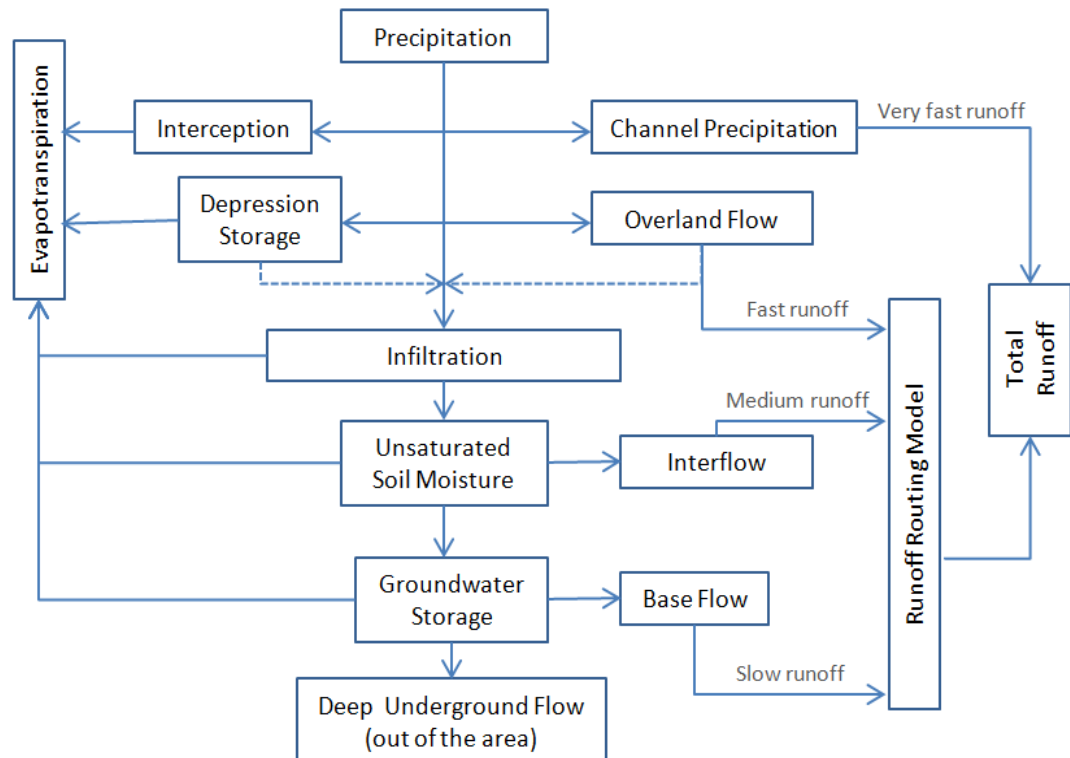 Precipitation
Evapotranspiration
Interception
Channel Precipitation
Very fast runoff
Depression
Storage
Overland Flow
Fast runoff
Total
Runoff
Infiltration
Runoff Routing Model
Medium runoff
Unsaturated
Soil Moisture
Interflow
Groundwater
Storage
Base Flow
Slow runoff
Deep Underground Flow
(out of the area)